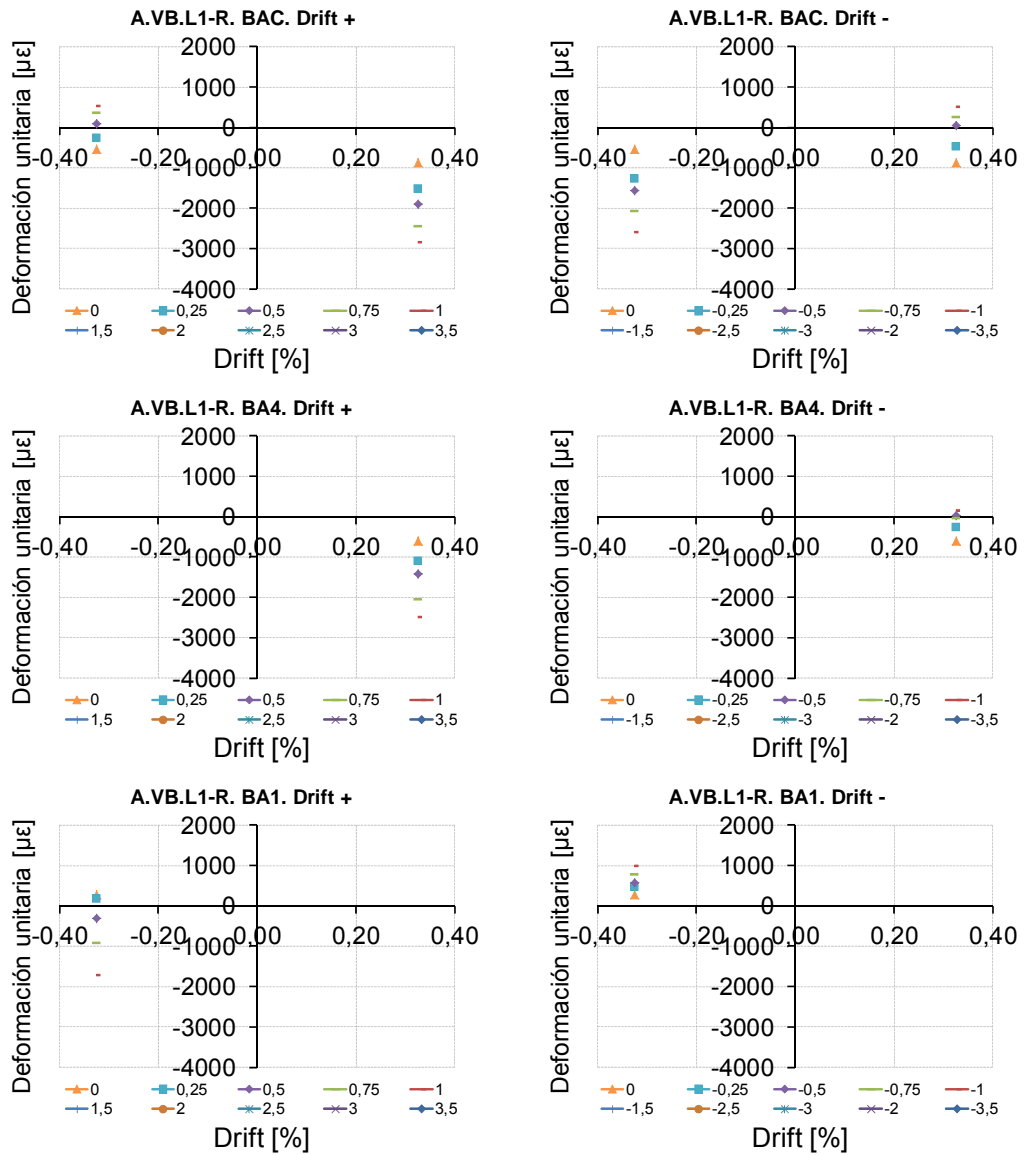 A.VB.L1-R. BAC. Drift +
Deformación unitaria [µε]
2000
1000
0
-0,40 -0,20 0,00 0,20 0,40
-1000
-2000
-3000
-4000
0 0,25 0,5 0,75 1
1,5 2 2,5 3 3,5
Drift [%]
A.VB.L1-R. BAC. Drift -
Deformación unitaria [µε]
2000
1000
0
-0,40 -0,20 0,00 0,20 0,40
-1000
-2000
-3000
-4000
0 -0,25 -0,5 -0,75 -1
-1,5 -2,5 -3 -2 -3,5
Drift [%]
A.VB.L1-R. BA4. Drift +
Deformación unitaria [µε]
2000
1000
0
-0,40 -0,20 0,00 0,20 0,40
-1000
-2000
-3000
-4000
0 0,25 0,5 0,75 1
1,5 2 2,5 3 3,5
Drift [%]
A.VB.L1-R. BA4. Drift -
Deformación unitaria [µε]
2000
1000
0
-0,40 -0,20 0,00 0,20 0,40
-1000
-2000
-3000
-4000
0 -0,25 -0,5 -0,75 -1
-1,5 -2,5 -3 -2 -3,5
Drift [%]
A.VB.L1-R. BA1. Drift +
Deformación unitaria [µε]
2000
1000
0
-0,40 -0,20 0,00 0,20 0,40
-1000
-2000
-3000
-4000
0 0,25 0,5 0,75 1
1,5 2 2,5 3 3,5
Drift [%]
A.VB.L1-R. BA1. Drift -
Deformación unitaria [µε]
2000
1000
0
-0,40 -0,20 0,00 0,20 0,40
-1000
-2000
-3000
-4000
0 -0,25 -0,5 -0,75 -1
-1,5 -2,5 -3 -2 -3,5
Drift [%]